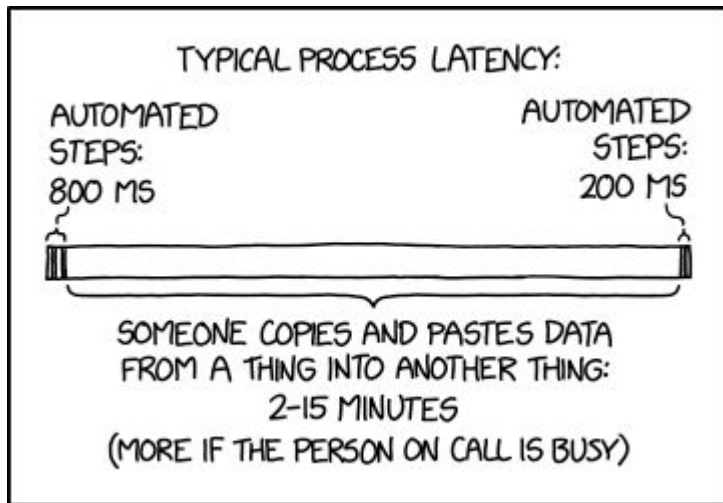 TYPICAL PROCESS LATENCY:
AUTOMATED
STEPS:
800 MS
AUTOMATED
STEPS:
200 MS
SOMEONE COPIES AND PASTES DATA
FROM A THING INTO ANOTHER THING:
2-15 MINUTES
(MORE IF THE PERSON ON CALL IS BUSY)